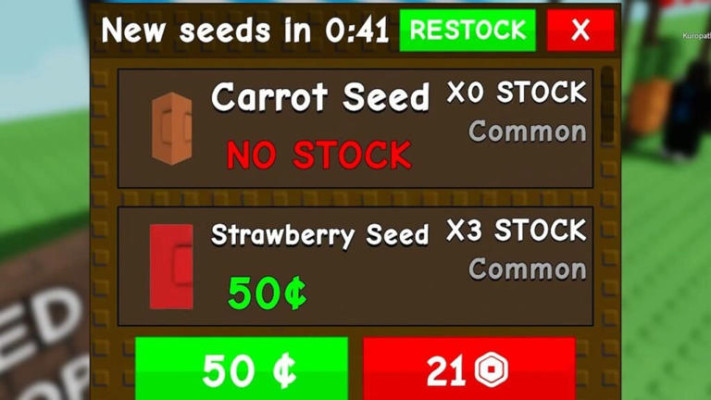 New seeds in 0:41 RESTOCK X
Carrot Seed X0 STOCK
Common
NO STOCK
Strawberry Seed X3 STOCK
Common
50¢
50 ¢ 21